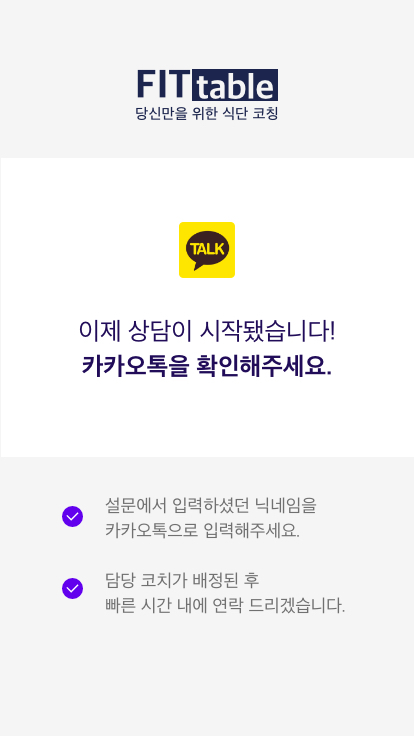 FITtable
당신만을 위한 식단 코칭
TALK
이제 상담이 시작됐습니다!
카카오톡을 확인해주세요.
설문에서 입력하셨던 닉네임을
카카오톡으로 입력해주세요.
담당 코치가 배정된 후
빠른 시간 내에 연락 드리겠습니다.